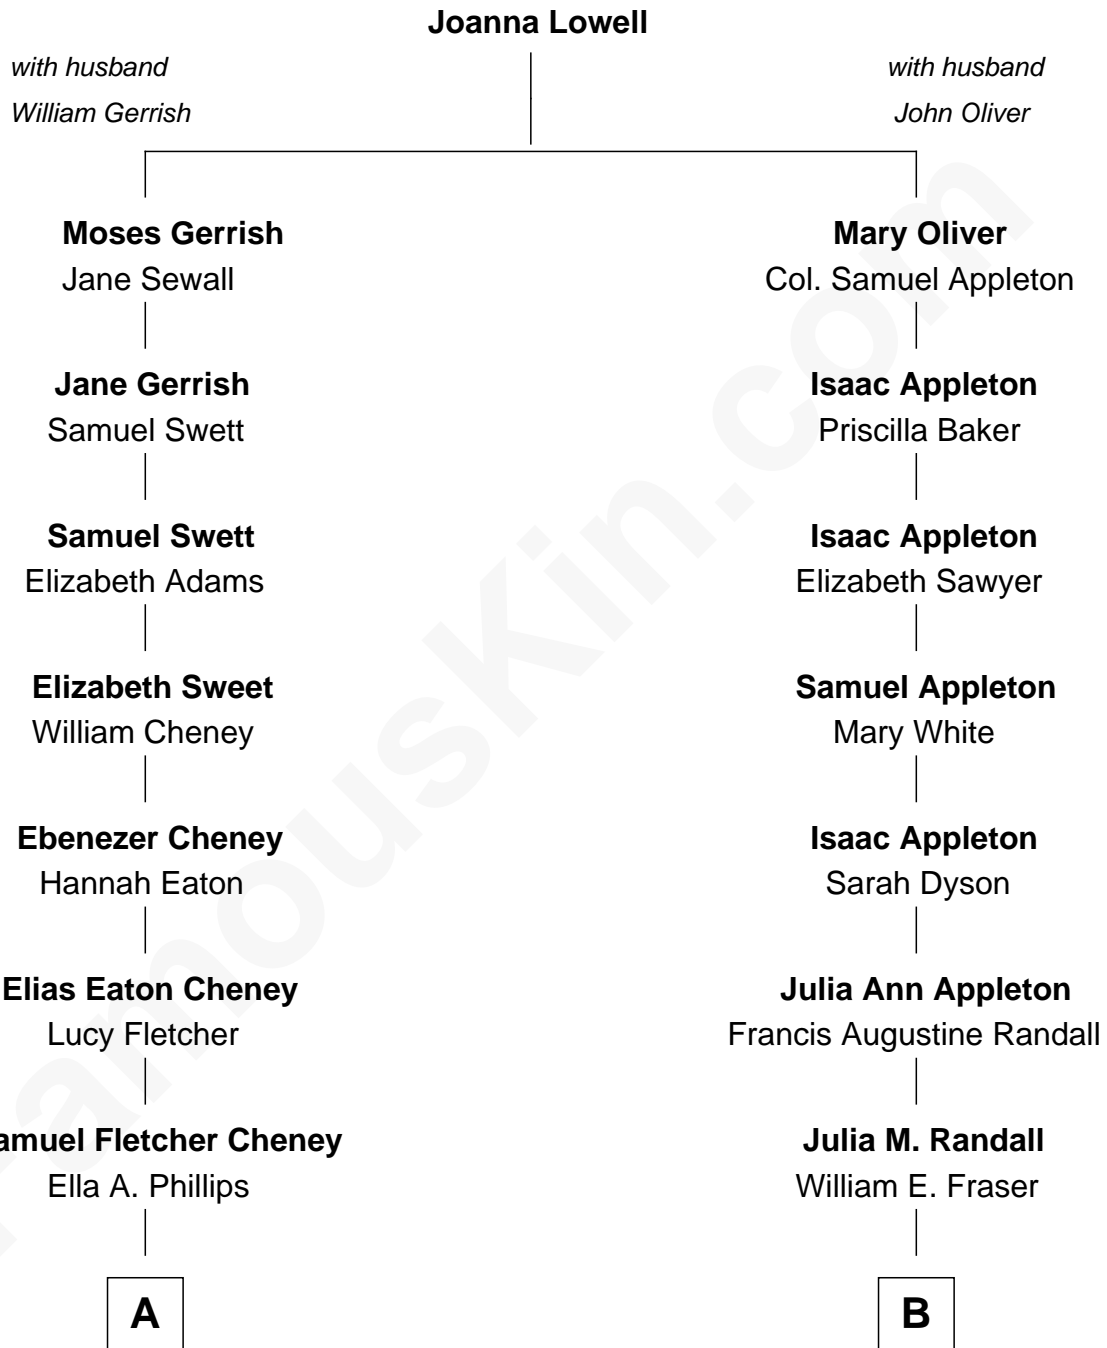 Joanna Lowell
with husband
William Gerrish
with husband
John Oliver
Moses Gerrish
Jane Sewall
Mary Oliver
Col. Samuel Appleton
Jane Gerrish
Samuel Swett
Isaac Appleton
Priscilla Baker
Samuel Swett
Elizabeth Adams
Isaac Appleton
Elizabeth Sawyer
Elizabeth Sweet
William Cheney
Samuel Appleton
Mary White
Ebenezer Cheney
Hannah Eaton
Isaac Appleton
Sarah Dyson
Elias Eaton Cheney
Lucy Fletcher
Julia Ann Appleton
Francis Augustine Randall
amuel Fletcher Cheney
Ella A. Phillips
Julia M. Randall
William E. Fraser
A
B
FamousKin.com